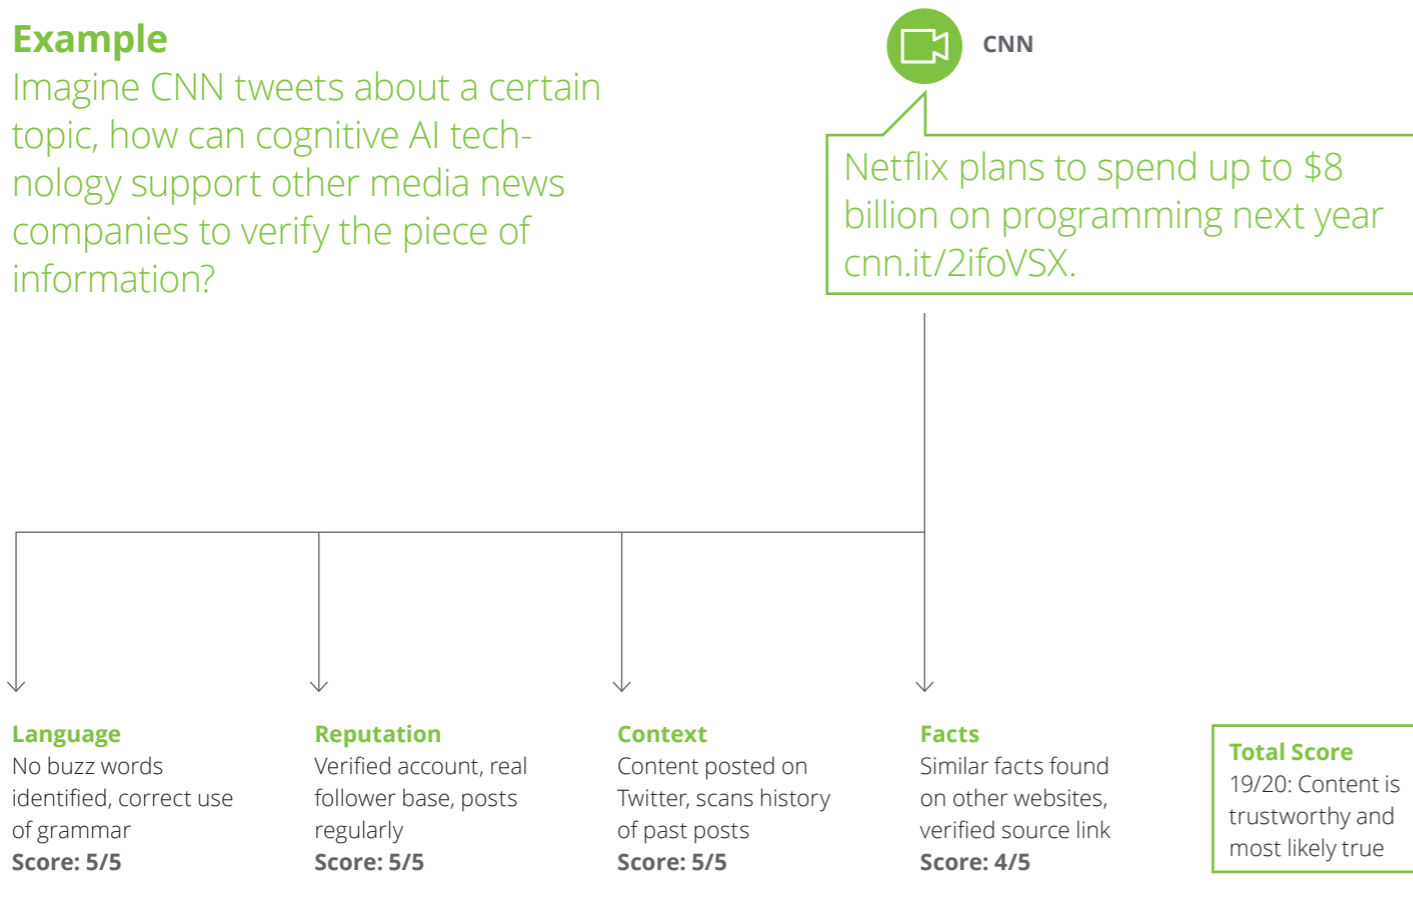 Example
Imagine CNN tweets about a certain
topic, how can cognitive AI tech-
nology support other media news
companies to verify the piece of
information?
CNN
Netflix plans to spend up to $8
billion on programming next year
cnn.it/2ifoVSX.
Language
No buzz words
identified, correct use
of grammar
Score: 5/5
Reputation
Verified account, real
follower base, posts
regularly
Score: 5/5
Context
Content posted on
Twitter, scans history
of past posts
Score: 5/5
Facts
Similar facts found
on other websites,
verified source link
Score: 4/5
Total Score
19/20: Content is
trustworthy and
most likely true